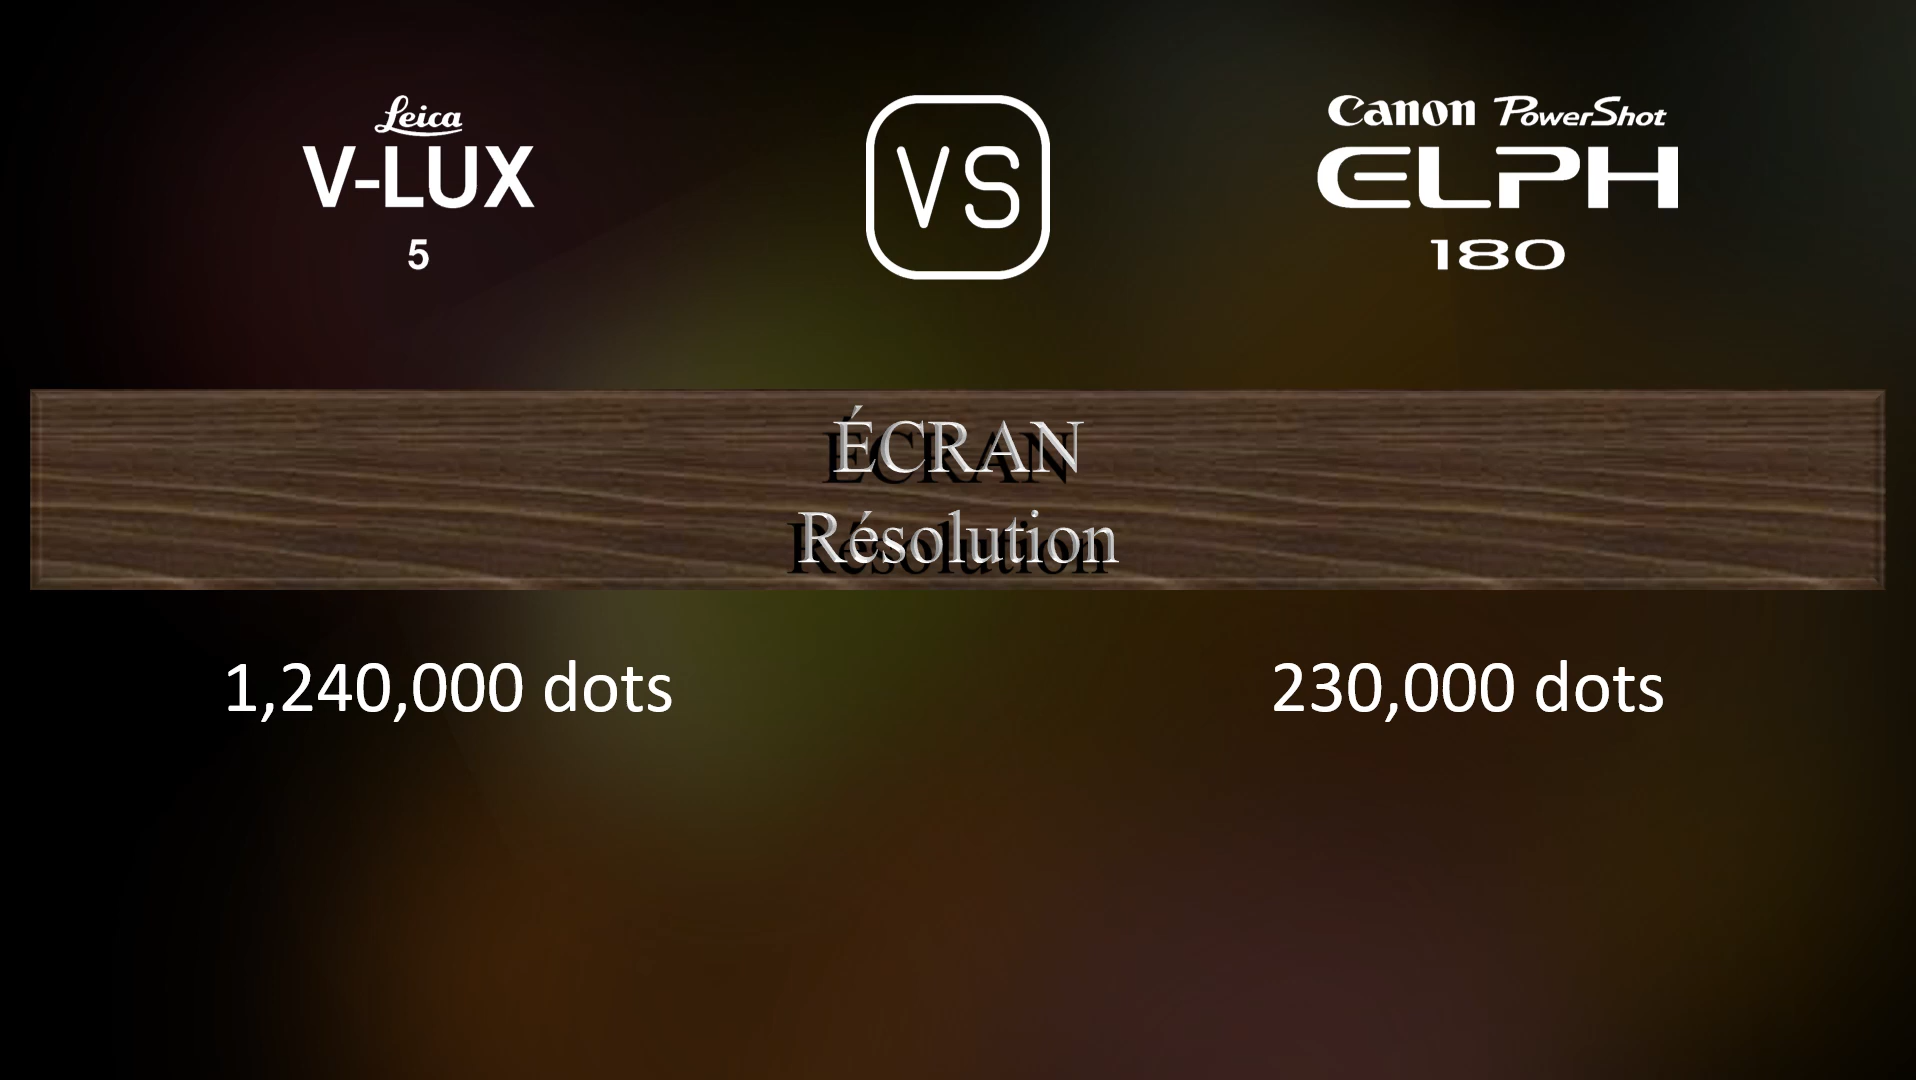 Leica
V-LUX
5
VS
Canon PowerShot
ELPH
180
ÉCRAN
Résolution
1,240,000 dots
230,000 dots